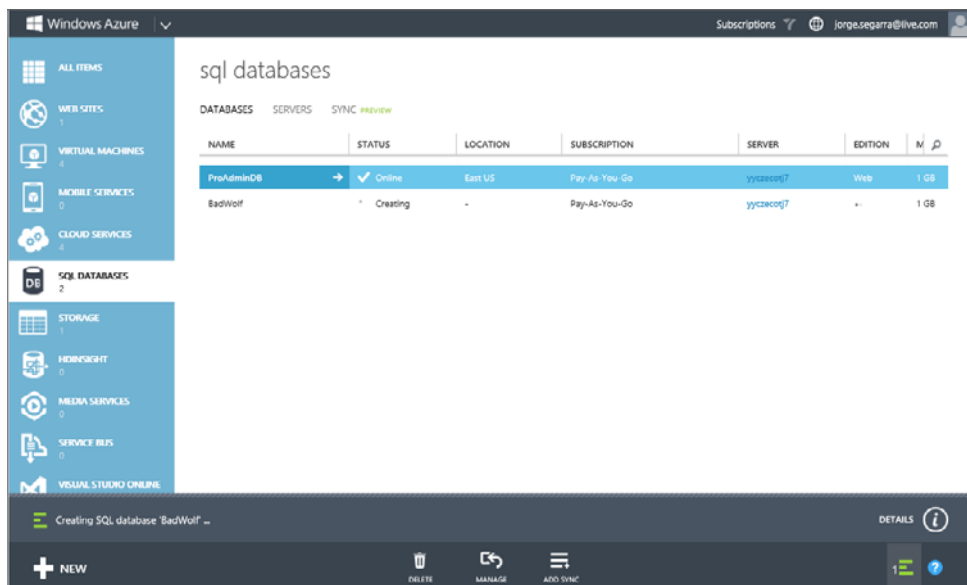 Windows Azure
Subscriptions
jorge.segarra@live.com
ALL ITEMS
WEB SITES
1
VIRTUAL MACHINES
4
MOBILE SERVICES
0
CLOUD SERVICES
4
SQL DATABASES
2
STORAGE
1
HDINSIGHT
0
MEDIA SERVICES
0
SERVICE BUS
0
VISUAL STUDIO ONLINE
sql databases
DATABASES SERVERS SYNC PREVIEW
NAME STATUS LOCATION SUBSCRIPTION SERVER EDITION M
ProAdminDB Online East US Pay-As-You-Go yyczecotj7 Web 1 GB
BadWolf Creating - Pay-As-You-Go yyczecotj7 1 GB
Creating SQL database 'BadWolf' ...
DETAILS
NEW
DELETE
MANAGE
ADD SYNC
1